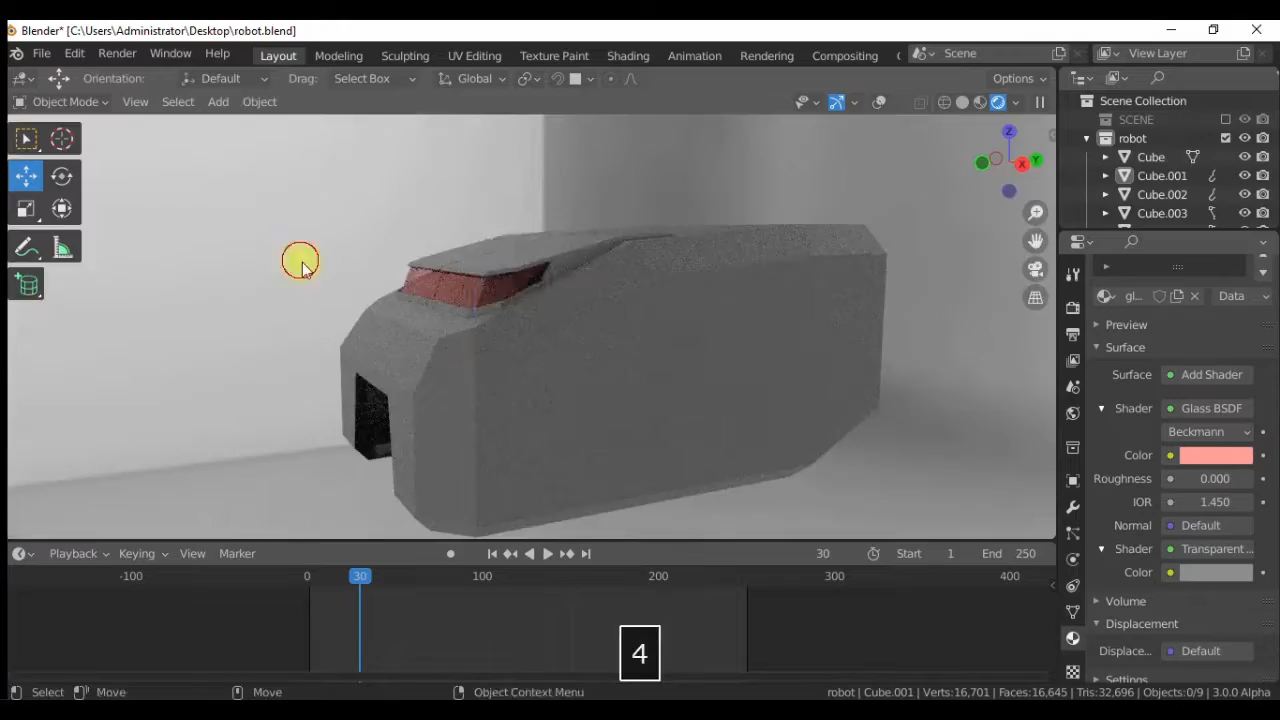 Blender* [C:\Users\Administrator\Desktop\robot.blend]
File Edit Render Window Help Layout Modeling Sculpting UV Editing Texture Paint Shading Animation Rendering Compositing Scene View Layer
Orientation: Default Drag: Select Box Global Options
Object Mode View Select Add Object
Scene Collection
SCENE
robot
Cube
Cube.001
Cube.002
Cube.003
Z
Y
X
gl... Data
Preview
Surface
Surface Add Shader
Shader Glass BSDF
Beckmann
Color
Roughness 0.000
IOR 1.450
Normal Default
Shader Transparent...
Color
Volume
Displacement
Displace... Default
Playback Keying View Marker 30 Start 1 End 250
-100 0 30 100 200 300 400
4
Select Move Move Object Context Menu robot | Cube.001 | Verts:16,701 | Faces:16,645 | Tris:32,696 | Objects:0/9 | 3.0.0 Alpha